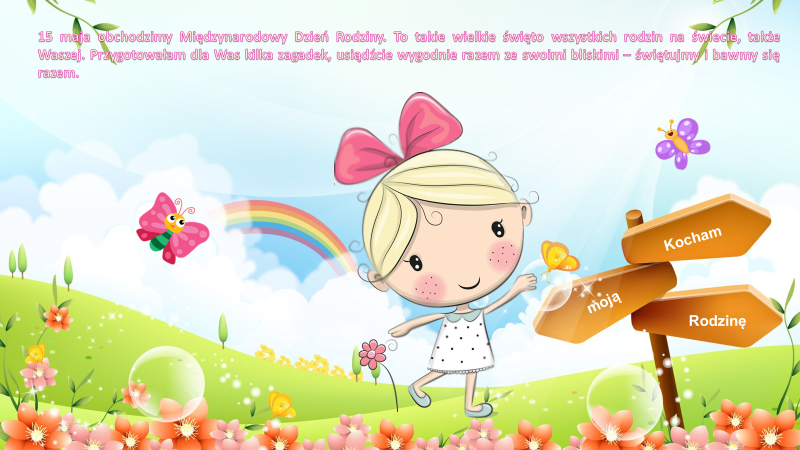 15 maja obchodzimy Międzynarodowy Dzień Rodziny. To takie wielkie święto wszystkich rodzin na świecie, także
Waszej. Przygotowałam dla Was kilka zagadek, usiądźcie wygodnie razem ze swoimi bliskimi – świętujmy i bawmy się
razem.
Kocham
moją
Rodzinę